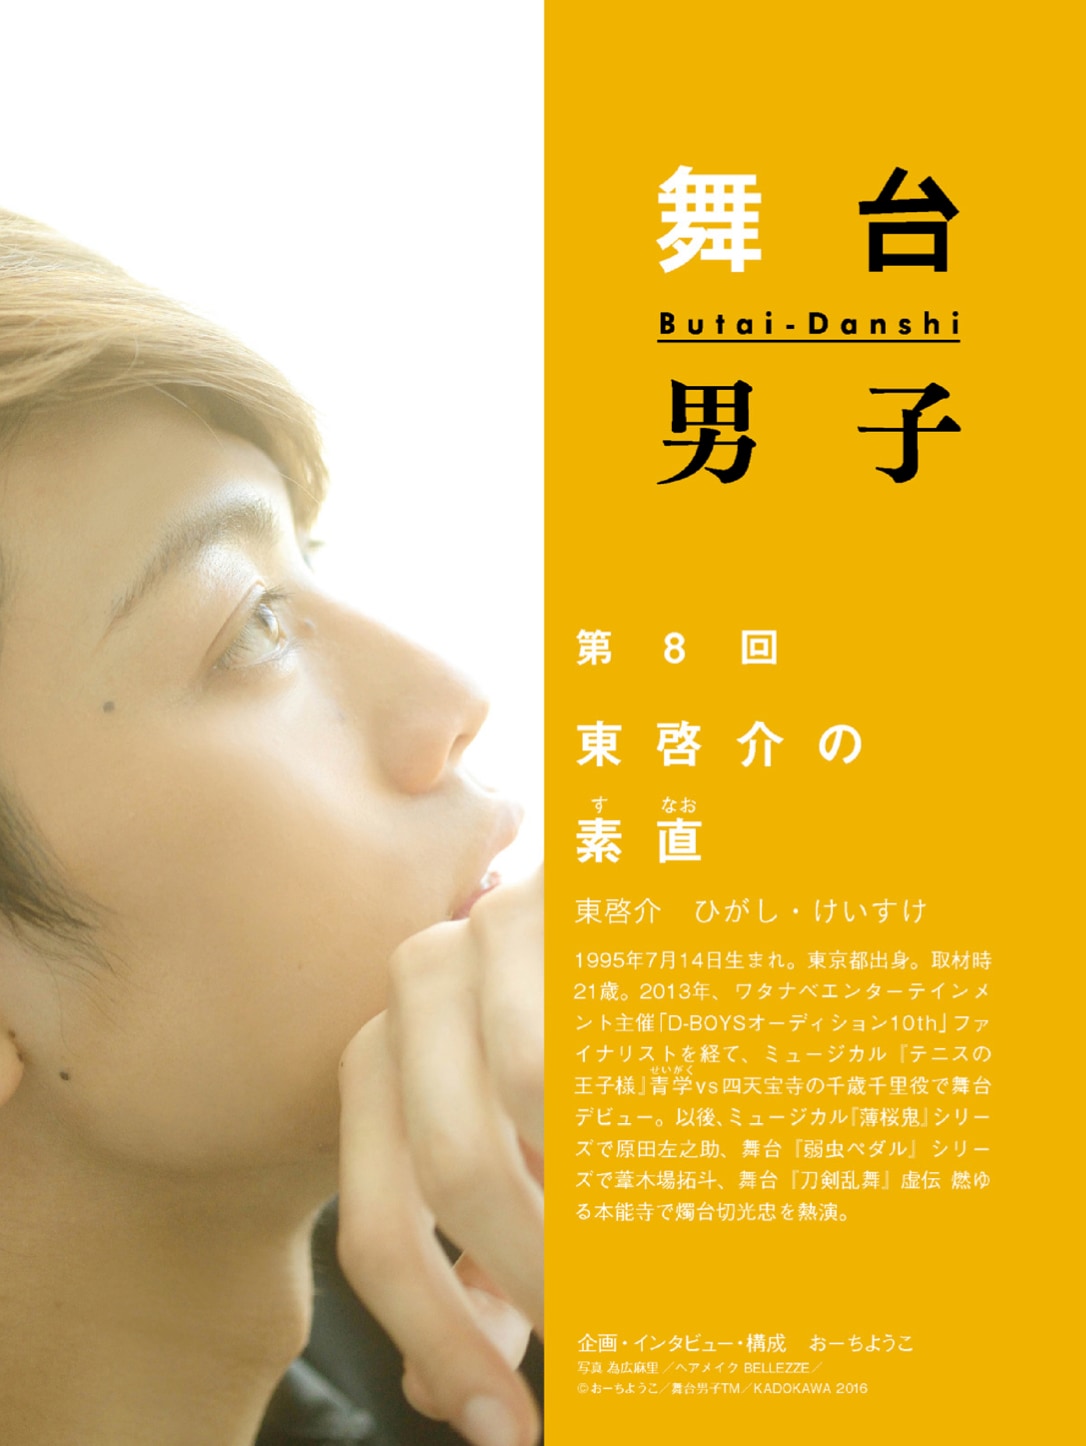 舞台
Butai-Danshi
男子
第8回
東啓介の
す なお
素直
東啓介 ひがし・けいすけ
1995年7月14日生まれ。東京都出身。取材時
21歳。2013年、ワタナベエンターテインメ
ント主催「D-BOYSオーディション10th」ファ
イナリストを経て、ミュージカル『テニスの
せいがく
王子様』青学vs四天宝寺の千歳千里役で舞台
デビュー。以後、ミュージカル『薄桜鬼』シリー
ズで原田左之助、舞台『弱虫ペダル』シリー
ズで葦木場拓斗、舞台『刀剣乱舞』虚伝 燃ゆ
る本能寺で燭台切光忠を熱演。
企画・インタビュー・構成 おーちようこ
写真 為広麻里／ヘアメイク BELLEZZE／
©おーちようこ／舞台男子TM／KADOKAWA 2016